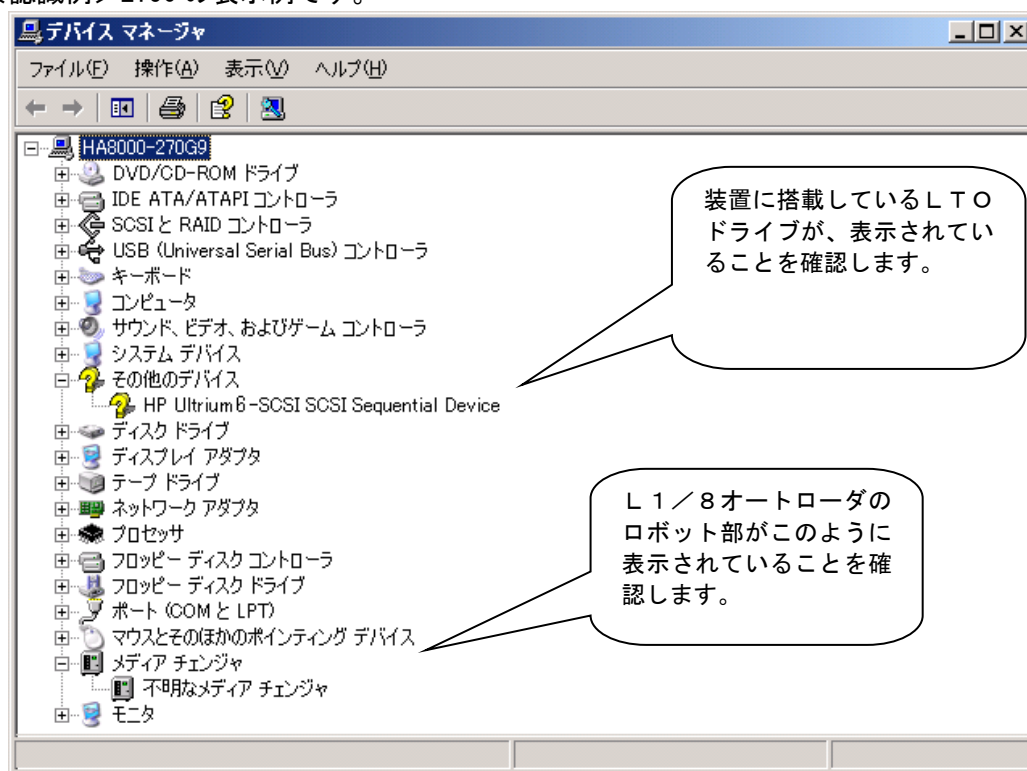 デバイス マネージャ
ファイル(F) 操作(A) 表示(V) ヘルプ(H)
HA8000-270G9
DVD/CD-ROM ドライブ
IDE ATA/ATAPI コントローラ
SCSI と RAID コントローラ
USB (Universal Serial Bus) コントローラ
キーボード
コンピュータ
サウンド、ビデオ、およびゲーム コントローラ
システム デバイス
その他のデバイス
HP Ultrium 6-SCSI SCSI Sequential Device
ディスク ドライブ
ディスプレイ アダプタ
テープ ドライブ
ネットワーク アダプタ
プロセッサ
フロッピー ディスク コントローラ
フロッピー ディスク ドライブ
ポート (COM と LPT)
マウスとそのほかのポインティング デバイス
メディア チェンジャ
不明なメディア チェンジャ
モニタ
装置に搭載しているＬＴＯ
ドライブが、表示されてい
ることを確認します。
Ｌ１／８オートローダの
ロボット部がこのように
表示されていることを確
認します。